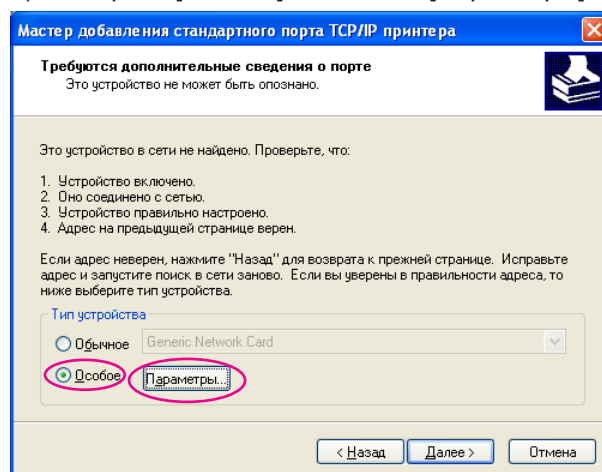 Мастер добавления стандартного порта TCP/IP принтера
Требуются дополнительные сведения о порте
Это устройство не может быть опознано.
Это устройство в сети не найдено. Проверьте, что:
1. Устройство включено.
2. Оно соединено с сетью.
3. Устройство правильно настроено.
4. Адрес на предыдущей странице верен.
Если адрес неверен, нажмите "Назад" для возврата к прежней странице. Исправьте
адрес и запустите поиск в сети заново. Если вы уверены в правильности адреса, то
ниже выберите тип устройства.
Тип устройства
Обычное Generic Network Card
Особое Параметры...
< Назад Далее > Отмена